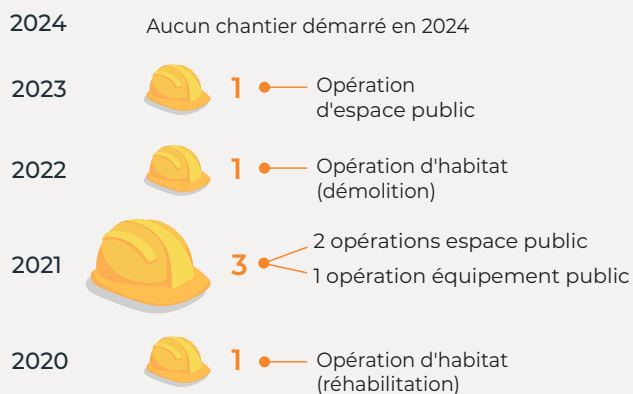 2024 Aucun chantier démarré en 2024
2023 1 Opération
d'espace public
2022 1 Opération d'habitat
(démolition)
2021 3 2 opérations espace public
1 opération équipement public
2020 1 Opération d'habitat
(réhabilitation)